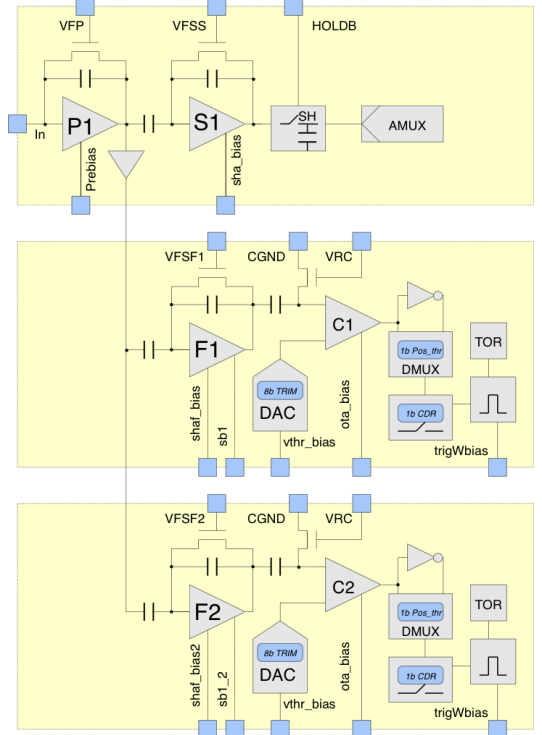 VFP
VFSS
HOLDB
In
P1
S1
SH
AMUX
Prebias
sha_bias
VFSF1
CGND
VRC
F1
C1
1b Pos_thr
DMUX
TOR
8b TRIM
DAC
1b CDR
shaf_bias
sb1
vthr_bias
ota_bias
trigWbias
VFSF2
CGND
VRC
F2
C2
1b Pos_thr
DMUX
TOR
8b TRIM
DAC
1b CDR
shaf_bias2
sb1_2
vthr_bias
ota_bias
trigWbias